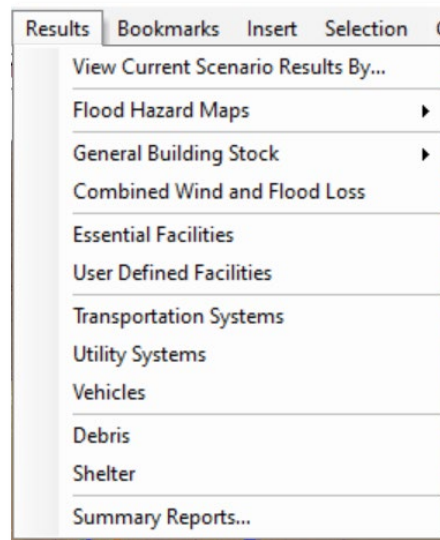 Results Bookmarks Insert Selection
View Current Scenario Results By...
Flood Hazard Maps
General Building Stock
Combined Wind and Flood Loss
Essential Facilities
User Defined Facilities
Transportation Systems
Utility Systems
Vehicles
Debris
Shelter
Summary Reports...